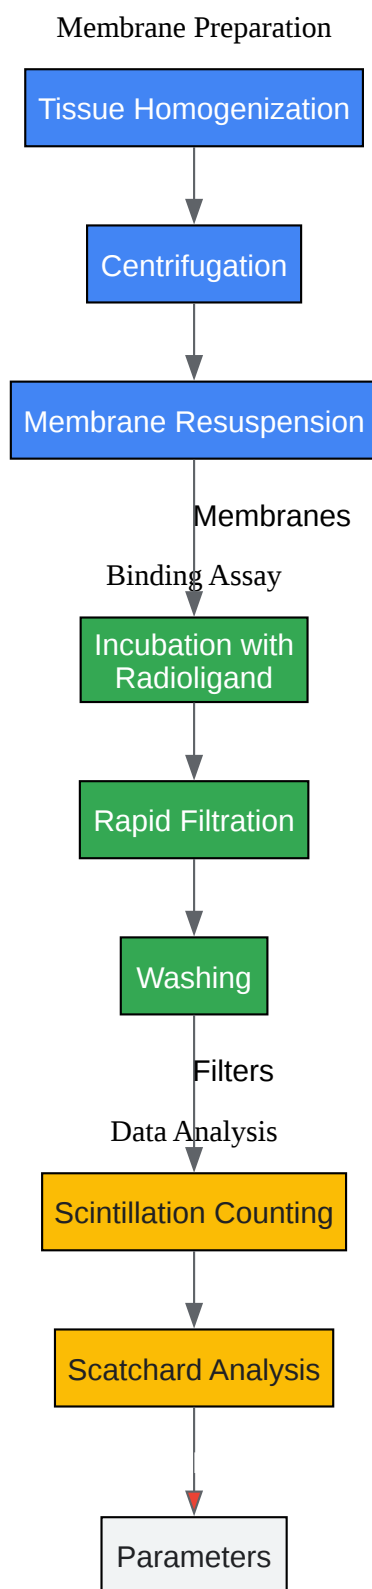 Membrane Preparation
Tissue Homogenization
Centrifugation
Membrane Resuspension
Membranes
Binding Assay
Incubation with
Radioligand
Rapid Filtration
Washing
Filters
Data Analysis
Scintillation Counting
Scatchard Analysis
Parameters